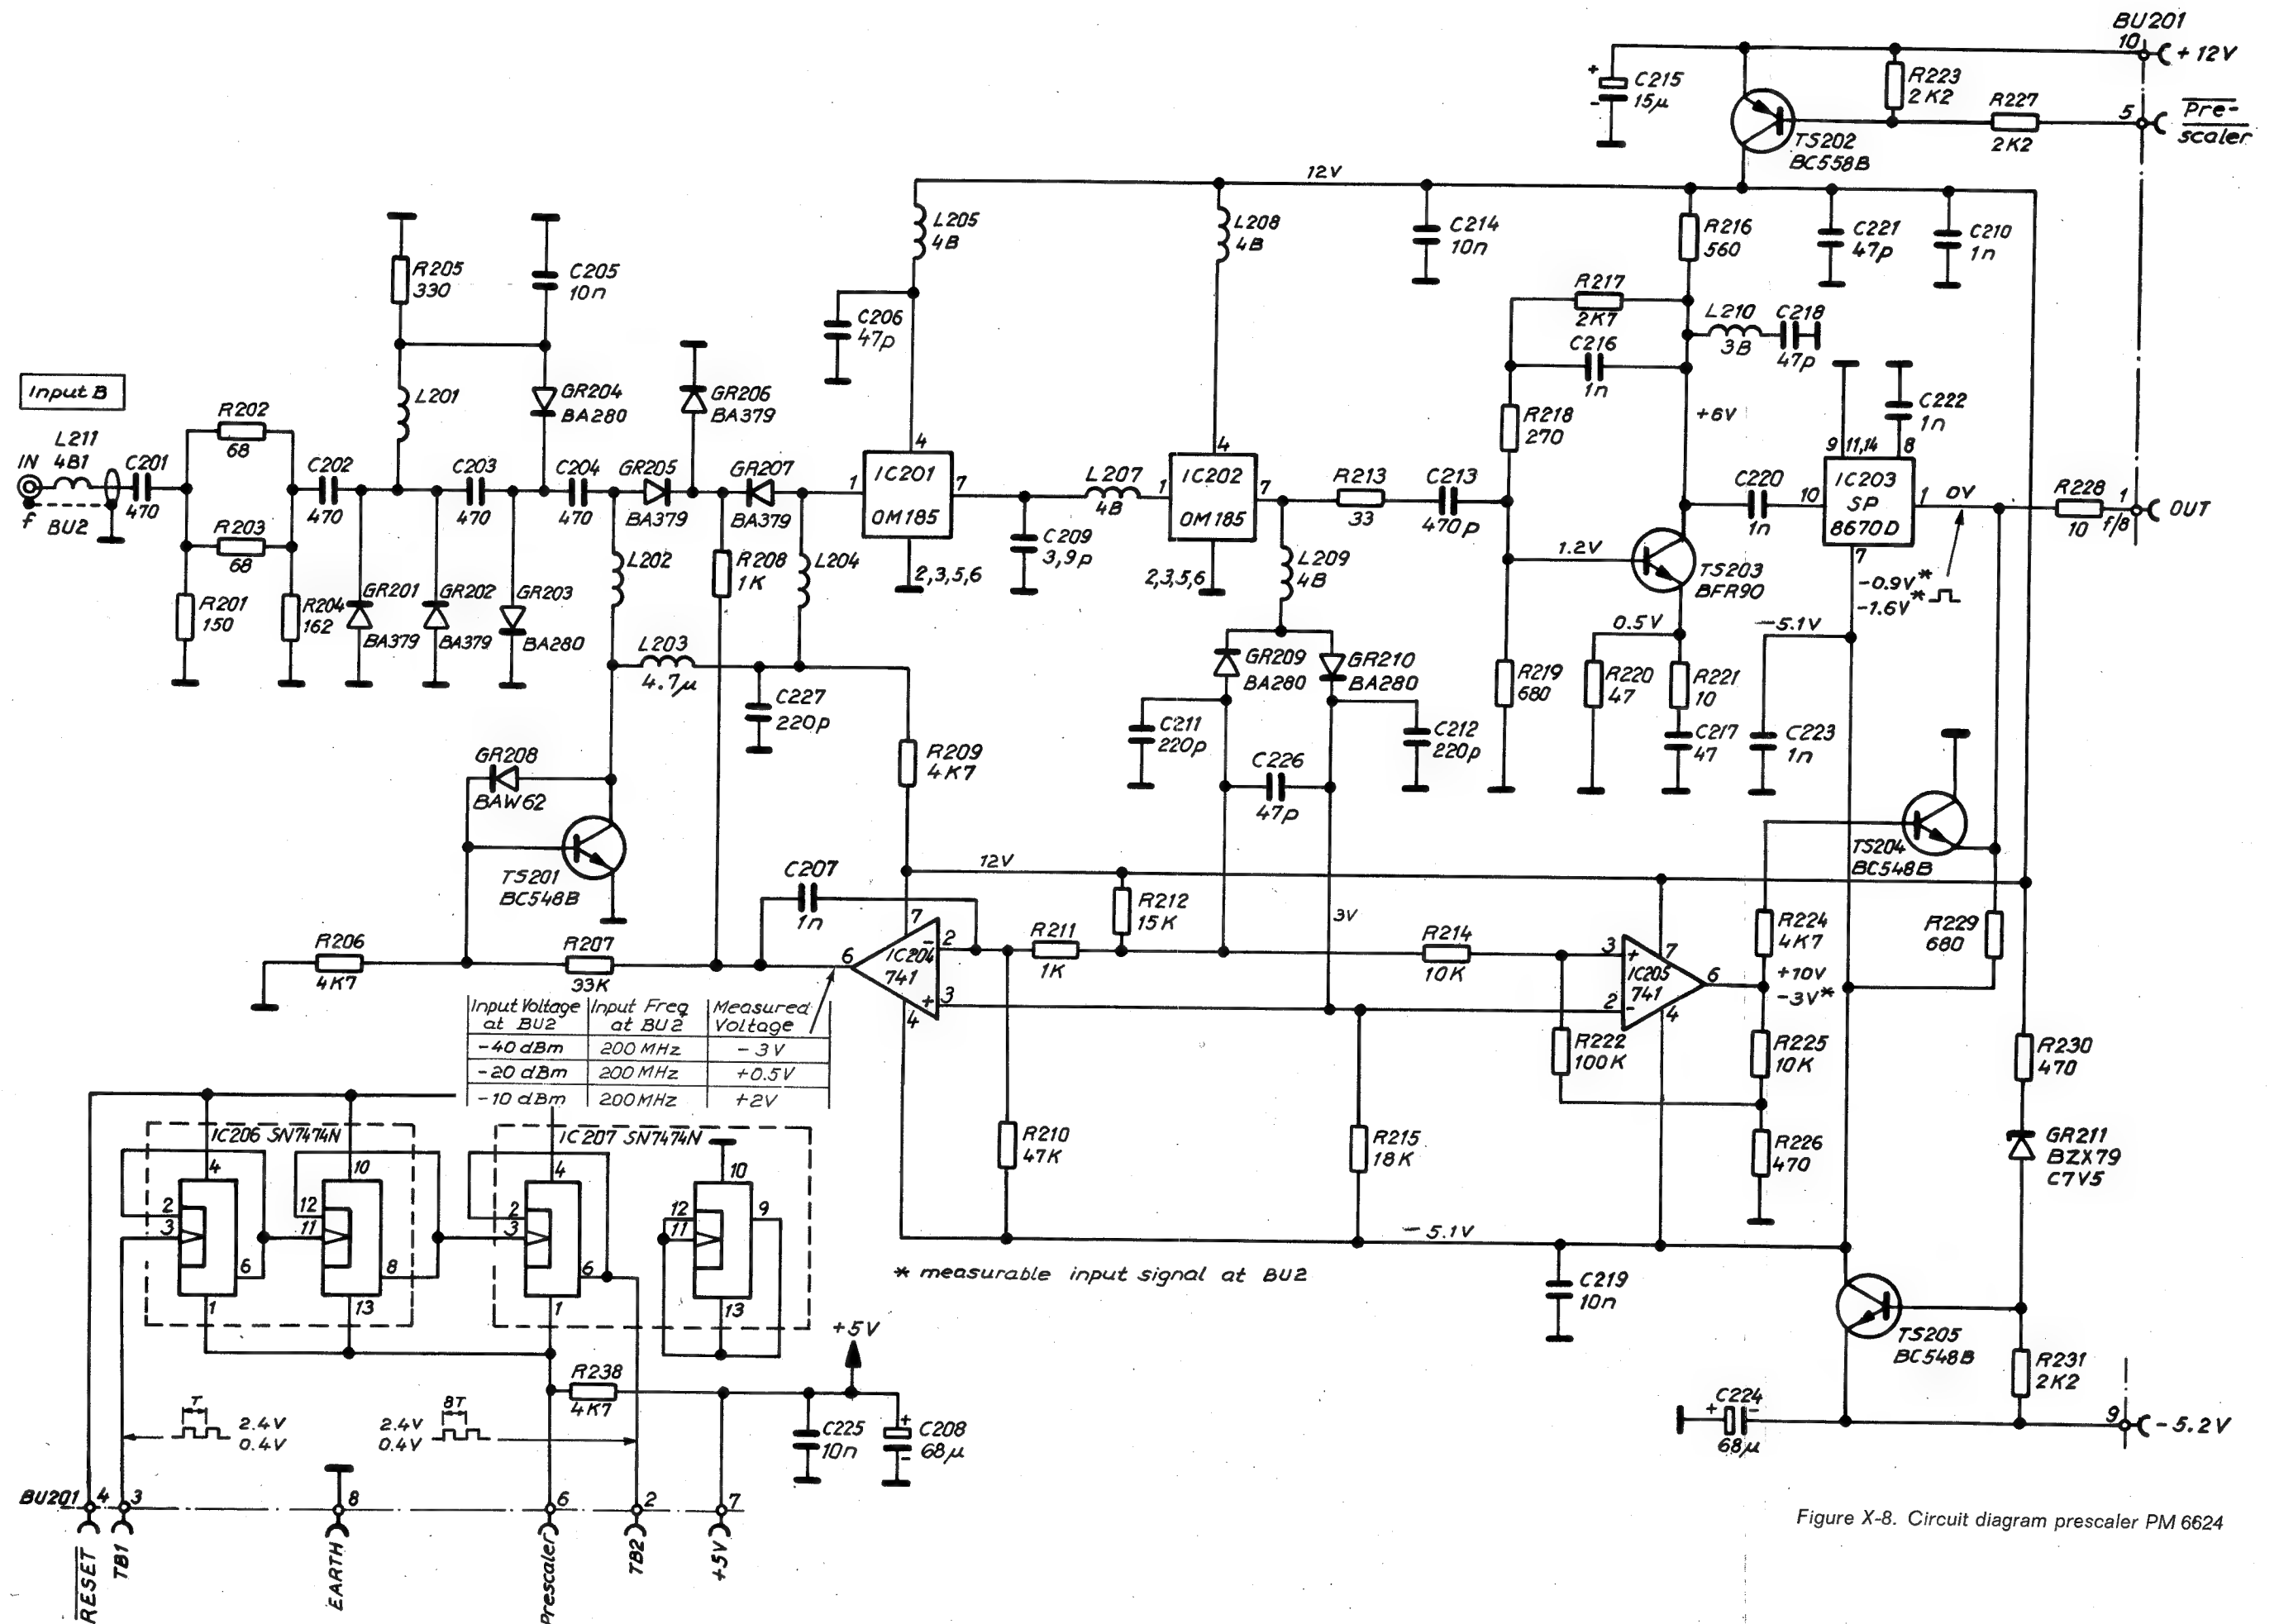 BU201
10
+12V
C215
15µ
+
-
R223
2K2
R227
2K2
5
Pre-
scaler
TS202
BC558B
12V
L205
4B
L208
4B
C214
10n
R216
560
C221
47p
C210
1n
R205
330
C205
10n
C206
47p
R217
2K7
L210
3B
C218
47p
C216
1n
Input B
L201
GR204
BA280
GR206
BA379
4
4
R218
270
+6V
C222
1n
9
11,14
8
R202
68
L211
4B1
IN
C201
470
f
BU2
C202
470
C203
470
C204
470
GR205
BA379
GR207
BA379
1
IC201
OM185
7
L207
4B
1
IC202
OM185
7
R213
33
C213
470p
C220
1n
10
IC203
SP
8670D
1
0V
R228
10
1
f/8
OUT
7
R203
68
R201
150
R204
162
GR201
BA379
GR202
BA379
GR203
BA280
L202
R208
1K
L204
2,3,5,6
C209
3,9p
2,3,5,6
L209
4B
1.2V
TS203
BFR90
-0.9V*
-1.6V*
L203
4.7µ
C227
220p
GR209
BA280
GR210
BA280
0.5V
-5.1V
R219
680
R220
47
R221
10
C217
47
C223
1n
C211
220p
C212
220p
C226
47p
R209
4K7
GR208
BAW62
TS201
BC548B
TS204
BC548B
C207
1n
12V
R212
15K
3V
R224
4K7
R229
680
R206
4K7
R207
33K
6
7
IC204
741
-
2
+
3
4
R211
1K
R214
10K
3
+
IC205
741
2
-
7
6
4
+10V
-3V*
Input Voltage
at BU2
Input Freq
at BU2
Measured
Voltage
-40 dBm
200 MHz
-3V
-20 dBm
200 MHz
+0.5V
-10 dBm
200 MHz
+2V
R222
100K
R225
10K
R230
470
R210
47K
R215
18K
R226
470
GR211
BZX79
C7V5
-5.1V
* measurable input signal at BU2
IC206 SN7474N
4
2
3
6
1
10
12
11
8
13
IC207 SN7474N
4
2
3
6
1
10
12
11
9
13
C219
10n
TS205
BC548B
R231
2K2
+5V
R238
4K7
C225
10n
+
C208
68µ
-
C224
+
-
68µ
9
-5.2V
T
2.4V
0.4V
8T
2.4V
0.4V
BU201
4
3
8
6
2
7
RESET
TB1
EARTH
Prescaler
TB2
+5V
Figure X-8. Circuit diagram prescaler PM 6624